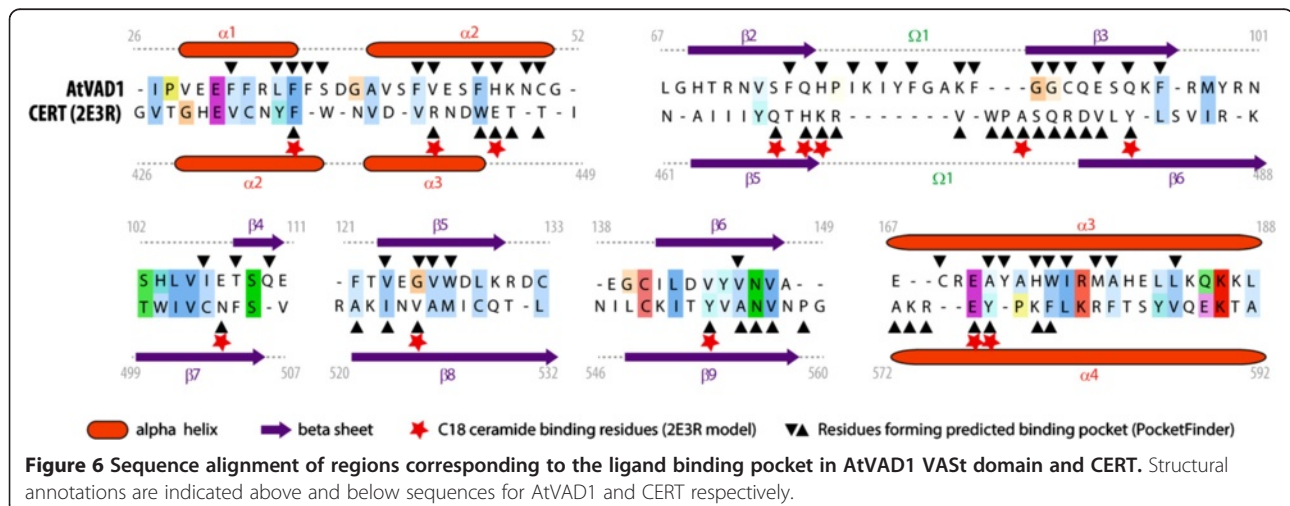 26 α1 α2 52
AtVAD1 - I P V E E F F R L F F S D G A V S F V E S F H K N C G -
CERT (2E3R) G V T G H E V C N Y F - W - N V - D - V R N D W E T - T - I
426 α2 α3 449
67 β2 Ω1 β3 101
L G H T R N V S F Q H P I K I Y F G A K F - - - G G C Q E S Q K F - R M Y R N
N - A I I I Y Q T H K R - - - - - - - V - W P A S Q R D V L Y - L S V I R - K
461 β5 Ω1 β6 488
102 β4 111
S H L V I E T S Q E
T W I V C N F S - V
499 β7 507
121 β5 133
F T V E G V W D L K R D C
R A K I N V A M I C Q T - L
520 β8 532
138 β6 149
- E G C I L D V Y V N V A - -
N I L C K I T Y V A N V N P G
546 β9 560
167 α3 188
E - - C R E A Y A H W I R M A H E L L K Q K K L
A K R - - E Y - P K F L K R F T S Y V Q E K T A
572 α4 592
alpha helix beta sheet C18 ceramide binding residues (2E3R model) Residues forming predicted binding pocket (PocketFinder)
Figure 6 Sequence alignment of regions corresponding to the ligand binding pocket in AtVAD1 VASt domain and CERT. Structural
annotations are indicated above and below sequences for AtVAD1 and CERT respectively.